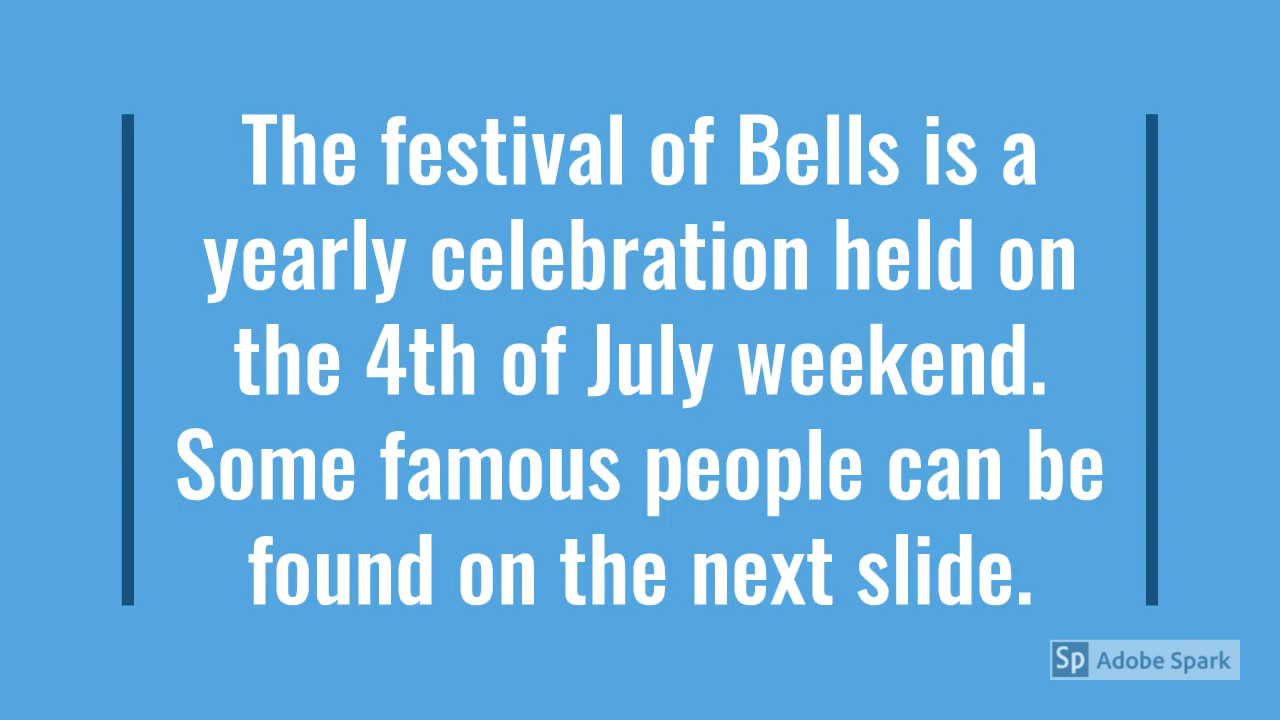 The festival of Bells is a
yearly celebration held on
the 4th of July weekend.
Some famous people can be
found on the next slide.
Sp Adobe Spark